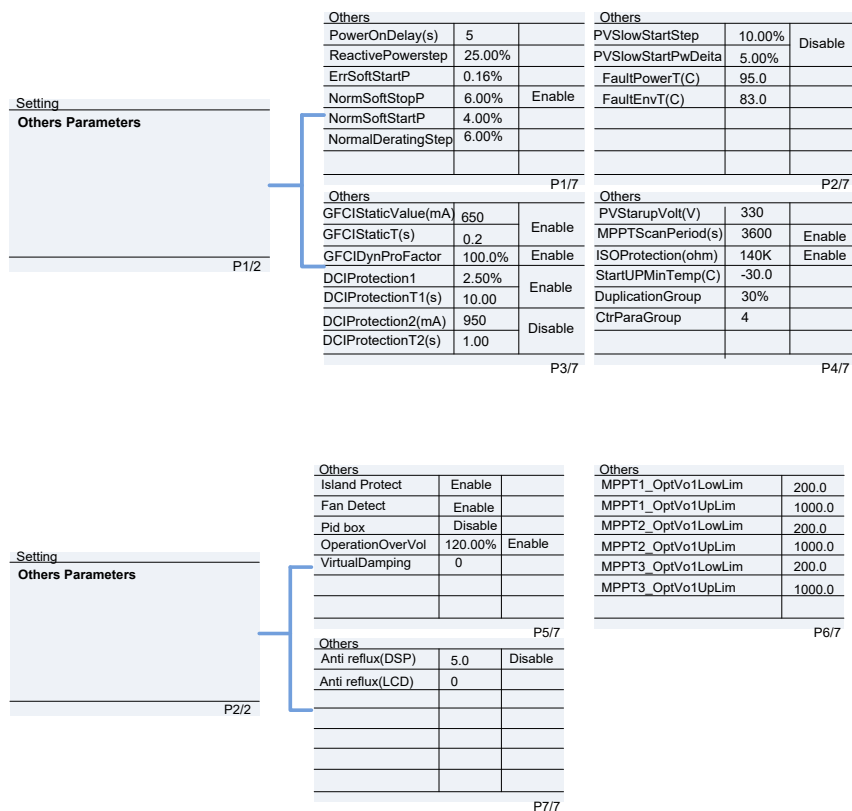 Setting
Others Parameters
P1/2
Others
PowerOnDelay(s) 5
ReactivePowerstep 25.00%
ErrSoftStartP 0.16%
NormSoftStopP 6.00% Enable
NormSoftStartP 4.00%
NormalDeratingStep 6.00%
P1/7
Others
PVSlowStartStep 10.00% Disable
PVSlowStartPwDeita 5.00%
FaultPowerT(C) 95.0
FaultEnvT(C) 83.0
P2/7
Others
GFCIStaticValue(mA) 650 Enable
GFCIStaticT(s) 0.2
GFCIDynProFactor 100.0% Enable
DCIProtection1 2.50% Enable
DCIProtectionT1(s) 10.00
DCIProtection2(mA) 950 Disable
DCIProtectionT2(s) 1.00
P3/7
Others
PVStarupVolt(V) 330
MPPTScanPeriod(s) 3600 Enable
ISOProtection(ohm) 140K Enable
StartUPMinTemp(C) -30.0
DuplicationGroup 30%
CtrParaGroup 4
P4/7
Setting
Others Parameters
P2/2
Others
Island Protect Enable
Fan Detect Enable
Pid box Disable
OperationOverVol 120.00% Enable
VirtualDamping 0
P5/7
Others
MPPT1_OptVo1LowLim 200.0
MPPT1_OptVo1UpLim 1000.0
MPPT2_OptVo1LowLim 200.0
MPPT2_OptVo1UpLim 1000.0
MPPT3_OptVo1LowLim 200.0
MPPT3_OptVo1UpLim 1000.0
P6/7
Others
Anti reflux(DSP) 5.0 Disable
Anti reflux(LCD) 0
P7/7